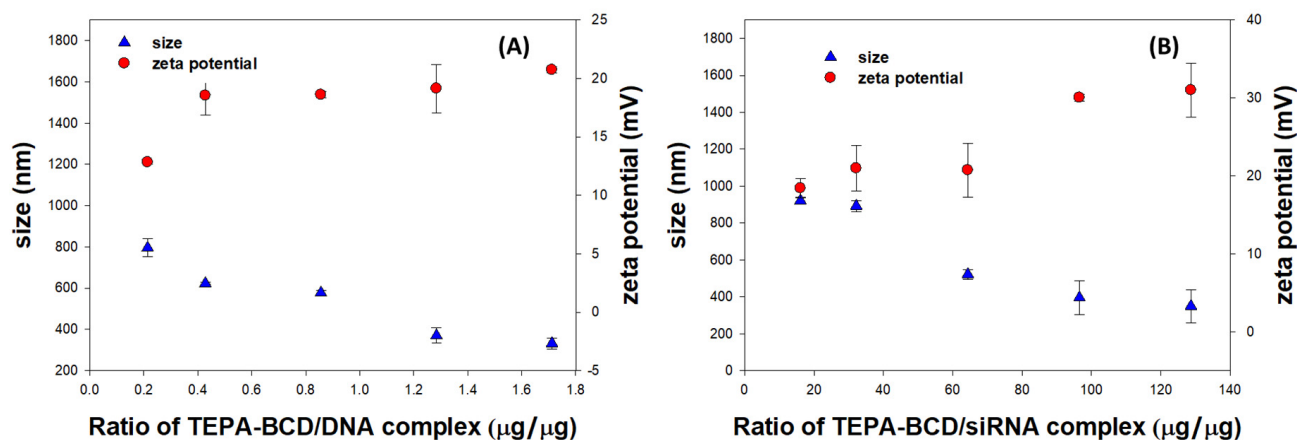 (A)
size
zeta potential
1800
1600
1400
1200
1000
800
600
400
200
size (nm)
25
20
15
10
5
0
-5
zeta potential (mV)
0.0 0.2 0.4 0.6 0.8 1.0 1.2 1.4 1.6 1.8
Ratio of TEPA-BCD/DNA complex (μg/μg)
(B)
size
zeta potential
1800
1600
1400
1200
1000
800
600
400
200
0
size (nm)
40
30
20
10
0
zeta potential (mV)
0 20 40 60 80 100 120 140
Ratio of TEPA-BCD/siRNA complex (μg/μg)